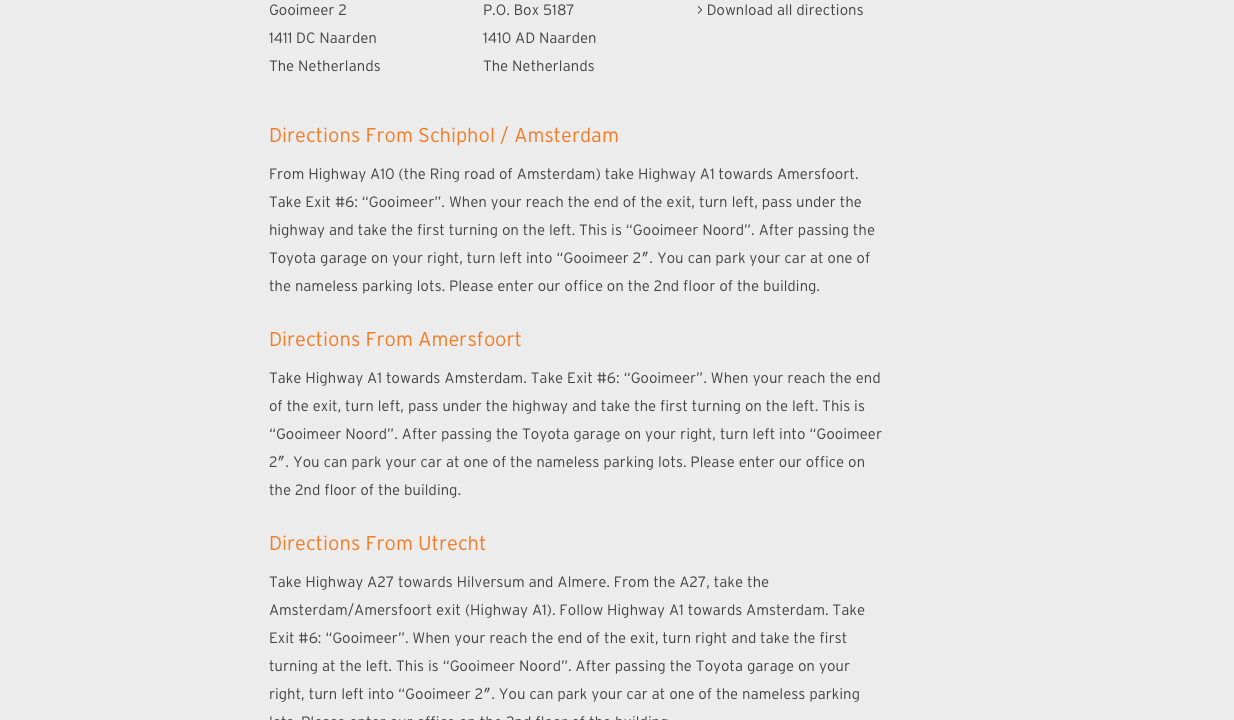 Gooimeer 2
1411 DC Naarden
The Netherlands
P.O. Box 5187
1410 AD Naarden
The Netherlands
> Download all directions
Directions From Schiphol / Amsterdam
From Highway A10 (the Ring road of Amsterdam) take Highway A1 towards Amersfoort.
Take Exit #6: “Gooimeer”. When your reach the end of the exit, turn left, pass under the
highway and take the first turning on the left. This is “Gooimeer Noord”. After passing the
Toyota garage on your right, turn left into “Gooimeer 2″. You can park your car at one of
the nameless parking lots. Please enter our office on the 2nd floor of the building.
Directions From Amersfoort
Take Highway A1 towards Amsterdam. Take Exit #6: “Gooimeer”. When your reach the end
of the exit, turn left, pass under the highway and take the first turning on the left. This is
“Gooimeer Noord”. After passing the Toyota garage on your right, turn left into “Gooimeer
2″. You can park your car at one of the nameless parking lots. Please enter our office on
the 2nd floor of the building.
Directions From Utrecht
Take Highway A27 towards Hilversum and Almere. From the A27, take the
Amsterdam/Amersfoort exit (Highway A1). Follow Highway A1 towards Amsterdam. Take
Exit #6: “Gooimeer”. When your reach the end of the exit, turn right and take the first
turning at the left. This is “Gooimeer Noord”. After passing the Toyota garage on your
right, turn left into “Gooimeer 2″. You can park your car at one of the nameless parking
lots. Please enter our office on the 2nd floor of the building.